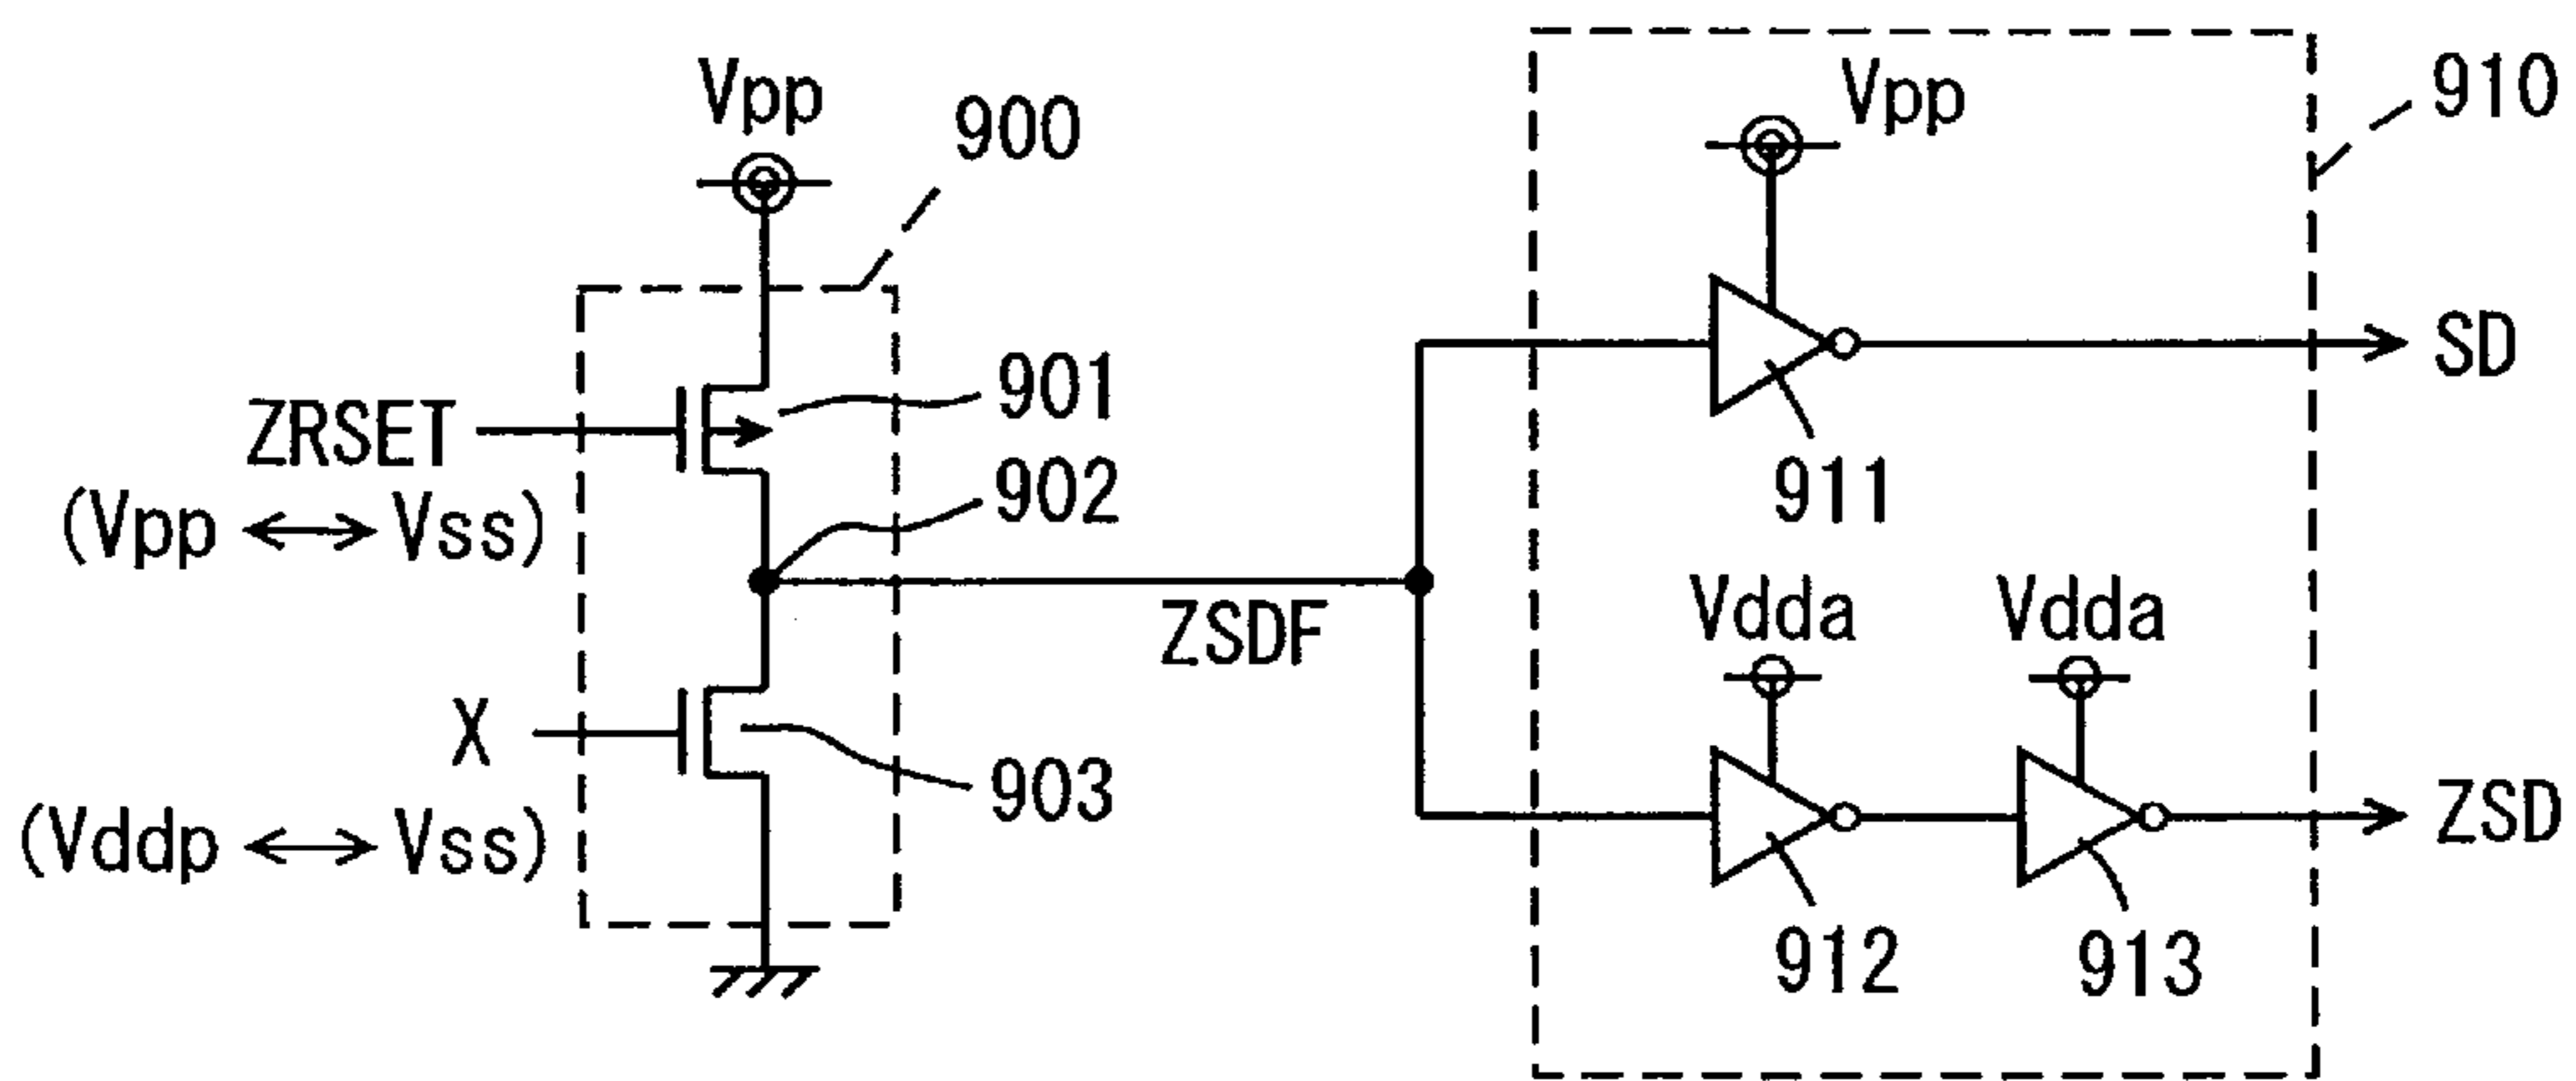 Vpp
900
Vpp
910
901
SD
ZRSET
902
(Vpp ↔ Vss)
911
ZSDF
Vdda
Vdda
X
903
ZSD
(Vddp ↔ Vss)
912
913